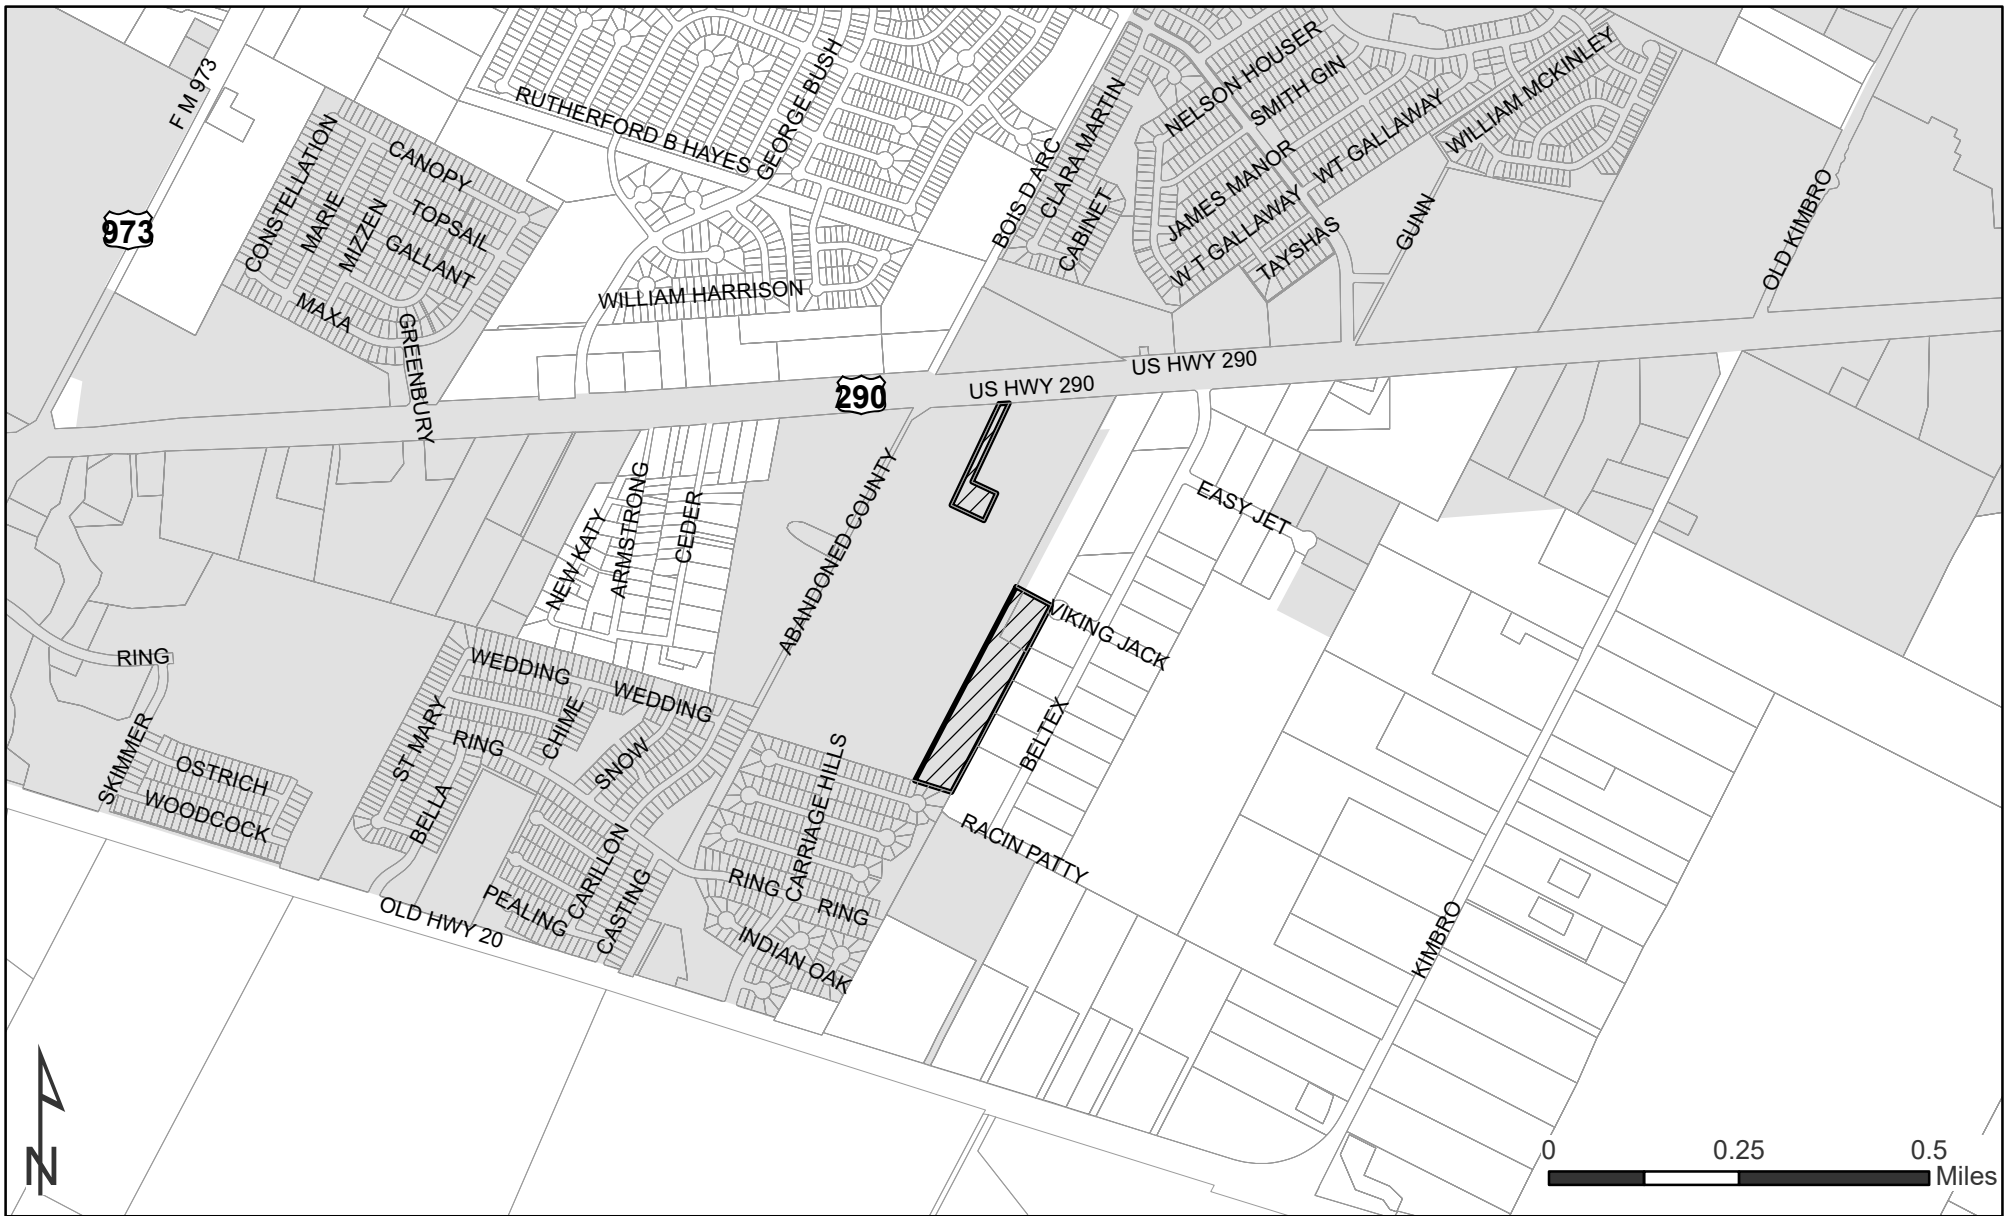 F M 973
RUTHERFORD B HAYES
GEORGE BUSH
NELSON HOUSER
SMITH GIN
WILLIAM MCKINLEY
CONSTELLATION
CANOPY
CLARA MARTIN
WT GALLAWAY
BOIS D ARC
JAMES MANOR
MARIE
MIZZEN
TOPSAIL
GALLANT
CABINET
W T GALLAWAY
TAYSHAS
GUNN
OLD KIMBRO
973
MAXA
WILLIAM HARRISON
GREENBURY
290
US HWY 290
US HWY 290
ABANDONED COUNTY
NEW KATY
ARMSTRONG
CEDER
EASY JET
VIKING JACK
RING
WEDDING
WEDDING
SKIMMER
OSTRICH
WOODCOCK
ST MARY
RING
CHIME
SNOW
BELLA
CARRIAGE HILLS
BELTEX
RACIN PATTY
PEALING
CARILLON
CASTING
RING
RING
INDIAN OAK
OLD HWY 20
KIMBRO
N
0 0.25 0.5
Miles